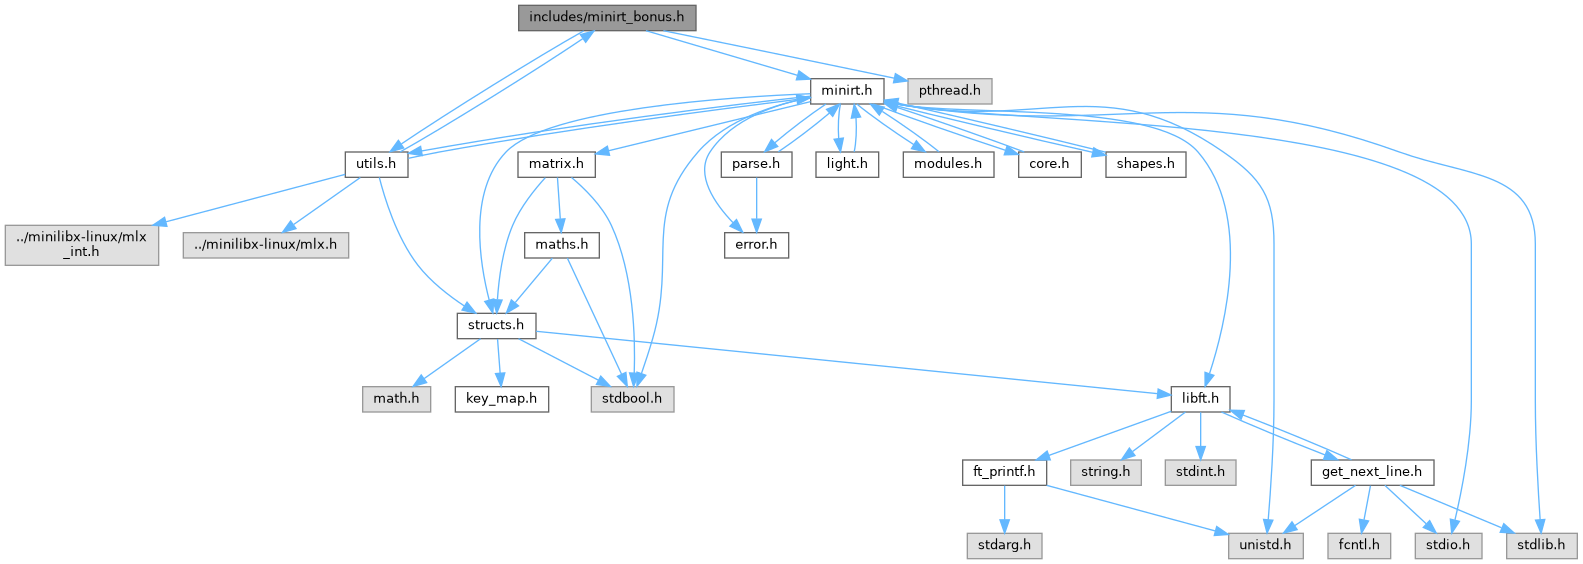 includes/minirt_bonus.h
minirt.h
pthread.h
utils.h
matrix.h
parse.h
light.h
modules.h
core.h
shapes.h
../minilibx-linux/mlx
_int.h
../minilibx-linux/mlx.h
maths.h
error.h
structs.h
math.h
key_map.h
stdbool.h
libft.h
ft_printf.h
string.h
stdint.h
get_next_line.h
stdarg.h
unistd.h
fcntl.h
stdio.h
stdlib.h